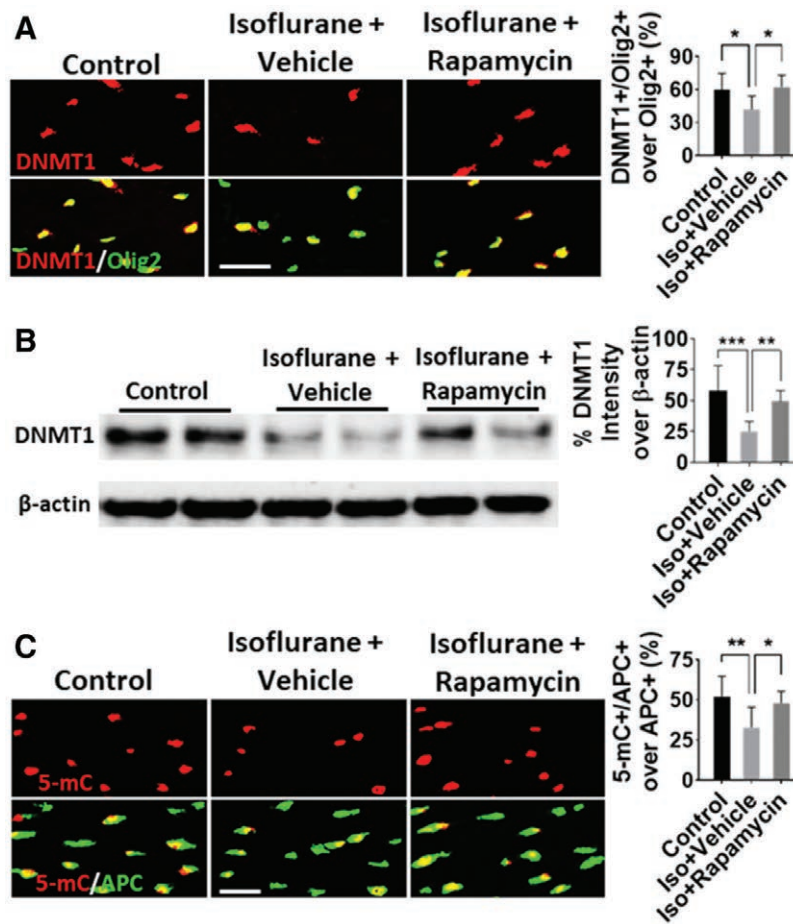 A
Control
Isoflurane +
Vehicle
Isoflurane +
Rapamycin
DNMT1
DNMT1/Olig2
DNMT1+/Olig2+
over Olig2+ (%)
90
60
30
0
*
*
Control
Iso+Vehicle
Iso+Rapamycin
B
Control
Isoflurane +
Vehicle
Isoflurane +
Rapamycin
DNMT1
β-actin
% DNMT1
Intensity
over β-actin
100
75
50
25
0
***
**
Control
Iso+Vehicle
Iso+Rapamycin
C
Control
Isoflurane +
Vehicle
Isoflurane +
Rapamycin
5-mC
5-mC/APC
5-mC+/APC+
over APC+ (%)
75
50
25
0
**
*
Control
Iso+Vehicle
Iso+Rapamycin